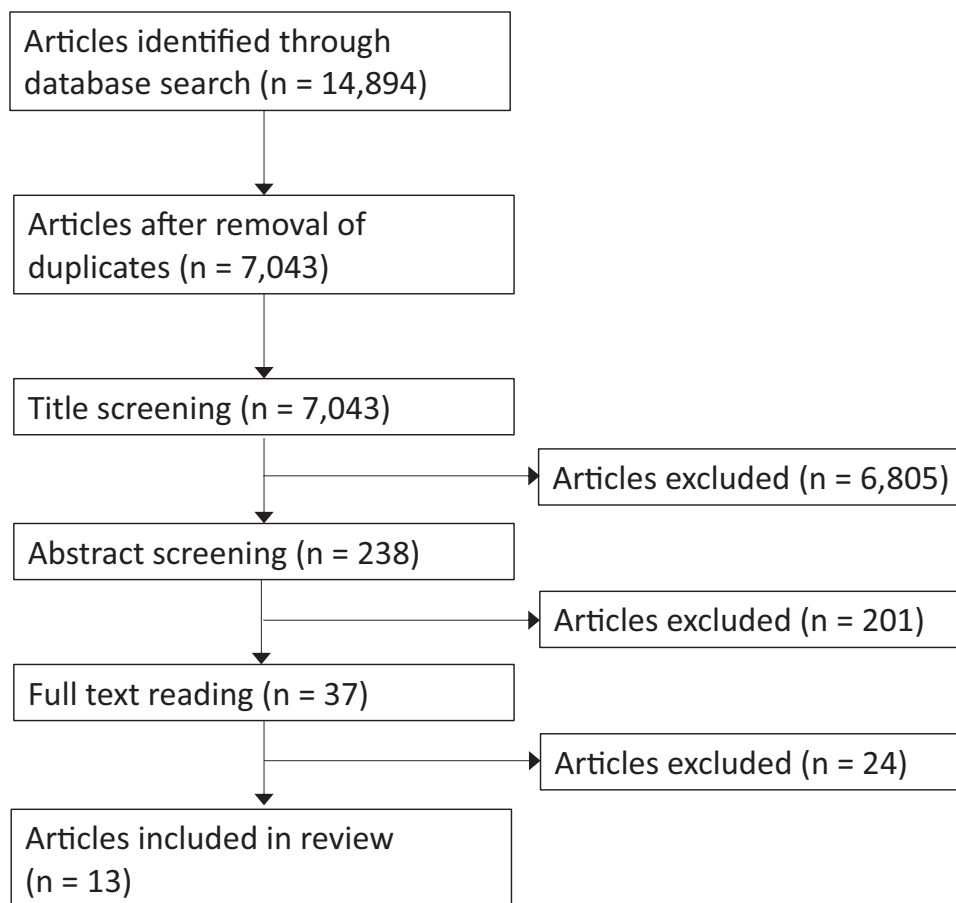 Articles identified through
database search (n = 14,894)
Articles after removal of
duplicates (n = 7,043)
Title screening (n = 7,043)
Articles excluded (n = 6,805)
Abstract screening (n = 238)
Articles excluded (n = 201)
Full text reading (n = 37)
Articles excluded (n = 24)
Articles included in review
(n = 13)